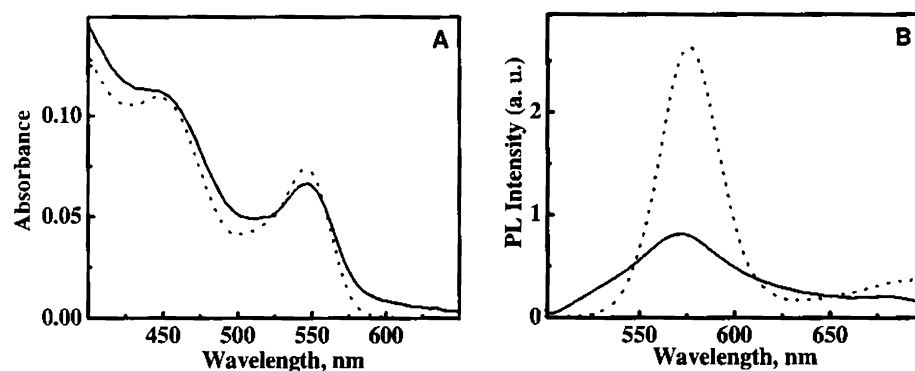 A
Absorbance
0.10
0.05
0.00
450
500
550
600
Wavelength, nm
B
PL Intensity (a. u.)
2
1
0
550
600
650
Wavelength, nm